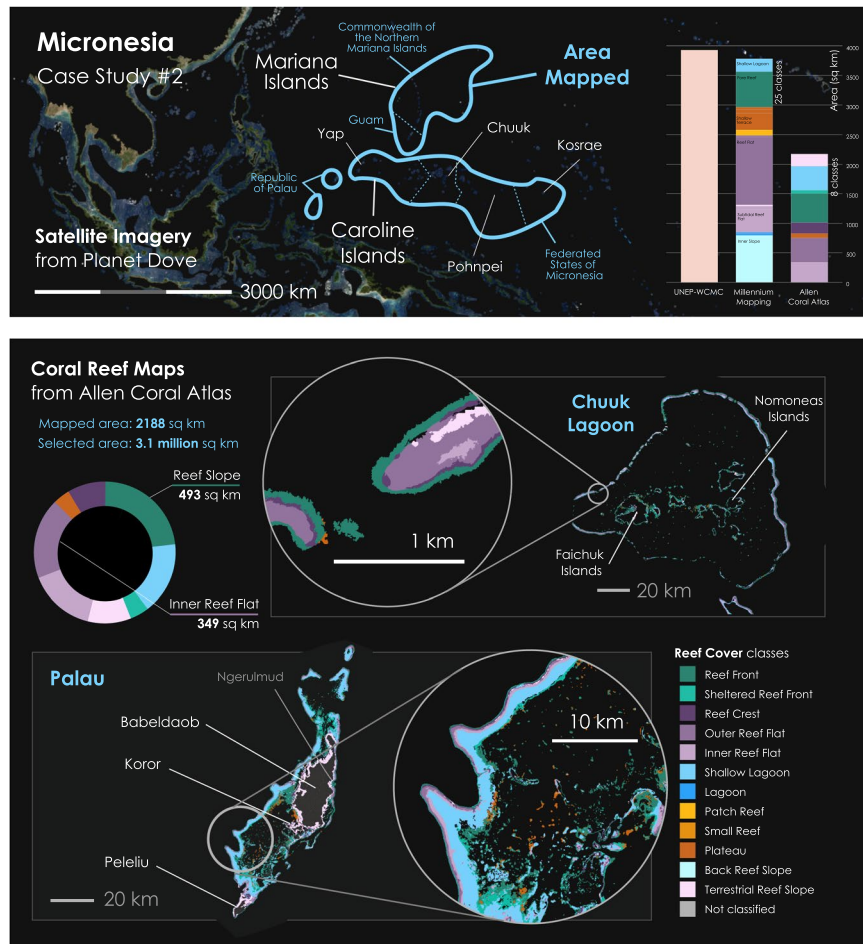 Micronesia
Case Study #2
Commonwealth of
the Northern
Mariana Islands
Mariana
Islands
Area
Mapped
Guam
Yap
Chuuk
Kosrae
Republic
of Palau
Caroline
Islands
Pohnpei
Federated
States of
Micronesia
Satellite Imagery
from Planet Dove
3000 km
Shallow Lagoon
Fore Reef
Shallow
Terrace
Reef Flat
Subtidal Reef
Flat
Inner Slope
25 classes
8 classes
Area (sq km)
4000
3500
3000
2500
2000
1500
1000
500
0
UNEP-WCMC
Millennium
Mapping
Allen
Coral Atlas
Coral Reef Maps
from Allen Coral Atlas
Mapped area: 2188 sq km
Selected area: 3.1 million sq km
Reef Slope
493 sq km
Inner Reef Flat
349 sq km
1 km
Chuuk
Lagoon
Nomoneas
Islands
Faichuk
Islands
20 km
Palau
Ngerulmud
Babeldaob
Koror
Peleliu
20 km
10 km
Reef Cover classes
Reef Front
Sheltered Reef Front
Reef Crest
Outer Reef Flat
Inner Reef Flat
Shallow Lagoon
Lagoon
Patch Reef
Small Reef
Plateau
Back Reef Slope
Terrestrial Reef Slope
Not classified